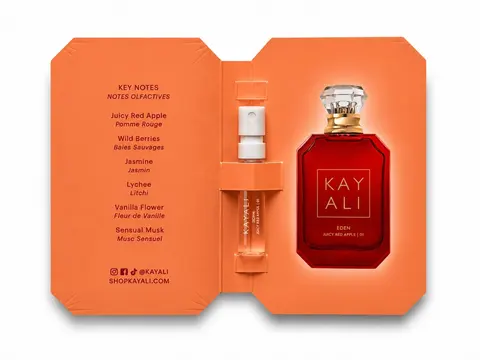 KEY NOTES
NOTES OLFACTIVES
Juicy Red Apple
Pomme Rouge
Wild Berries
Baies Sauvages
Jasmine
Jasmin
Lychee
Litchi
Vanilla Flower
Fleur de Vanille
Sensual Musk
Musc Sensuel
@KAYALI
SHOPKAYALI.COM
KAYALI
KAY
ALI
EDEN
JUICY RED APPLE | 01